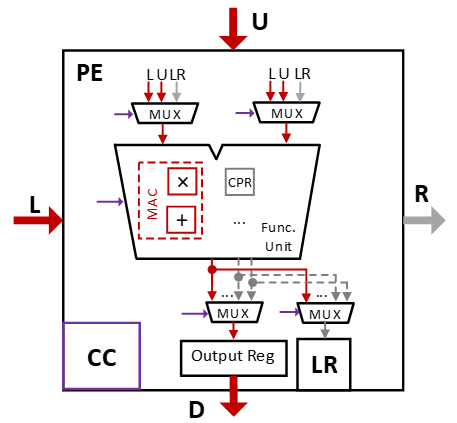 U
PE
L U LR
L U LR
MUX
MUX
MAC
×
CPR
L
R
+
...
Func.
Unit
...
...
MUX
MUX
CC
Output Reg
LR
D